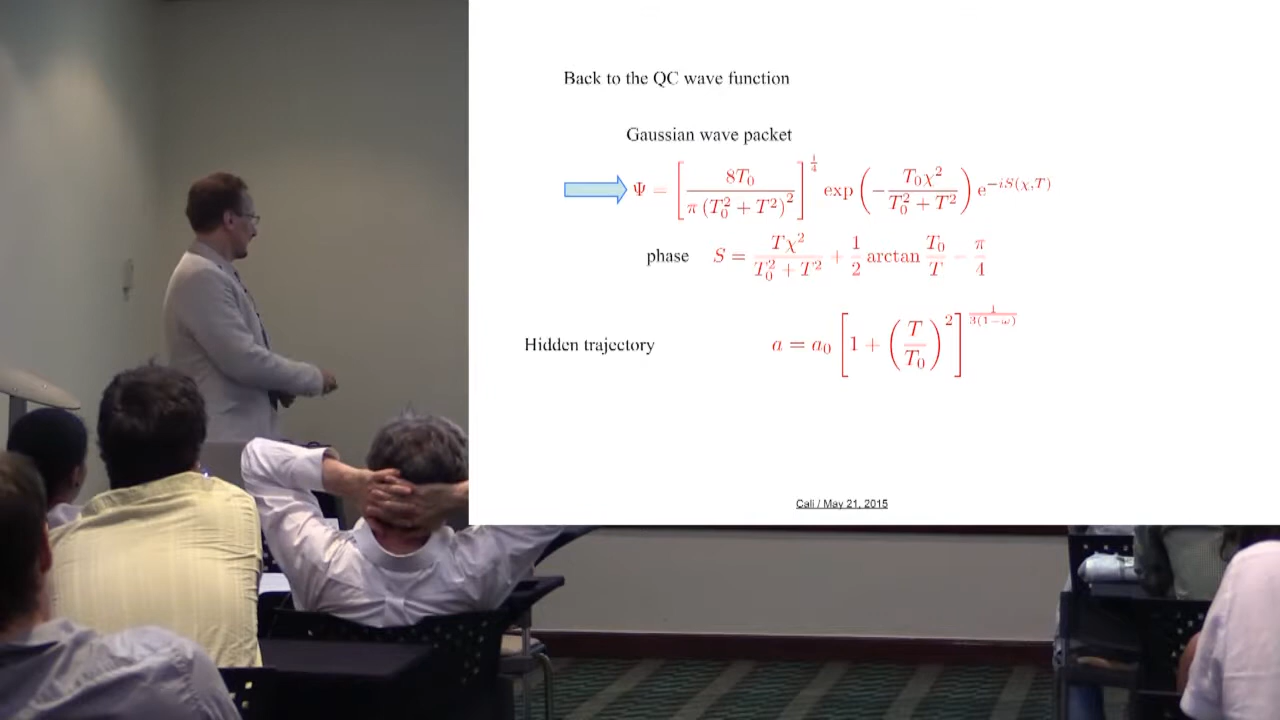 Back to the QC wave function
Gaussian wave packet
Ψ = [8T₀ / π (T₀² + T²)²]^(1/4) exp (− T₀χ² / T₀² + T²) e^(−iS(χ,T))
phase S = Tχ² / T₀² + T² + 1/2 arctan T₀/T − π/4
Hidden trajectory a = a₀ [1 + (T/T₀)²]^(1/3(1−ω))
Cali / May 21, 2015